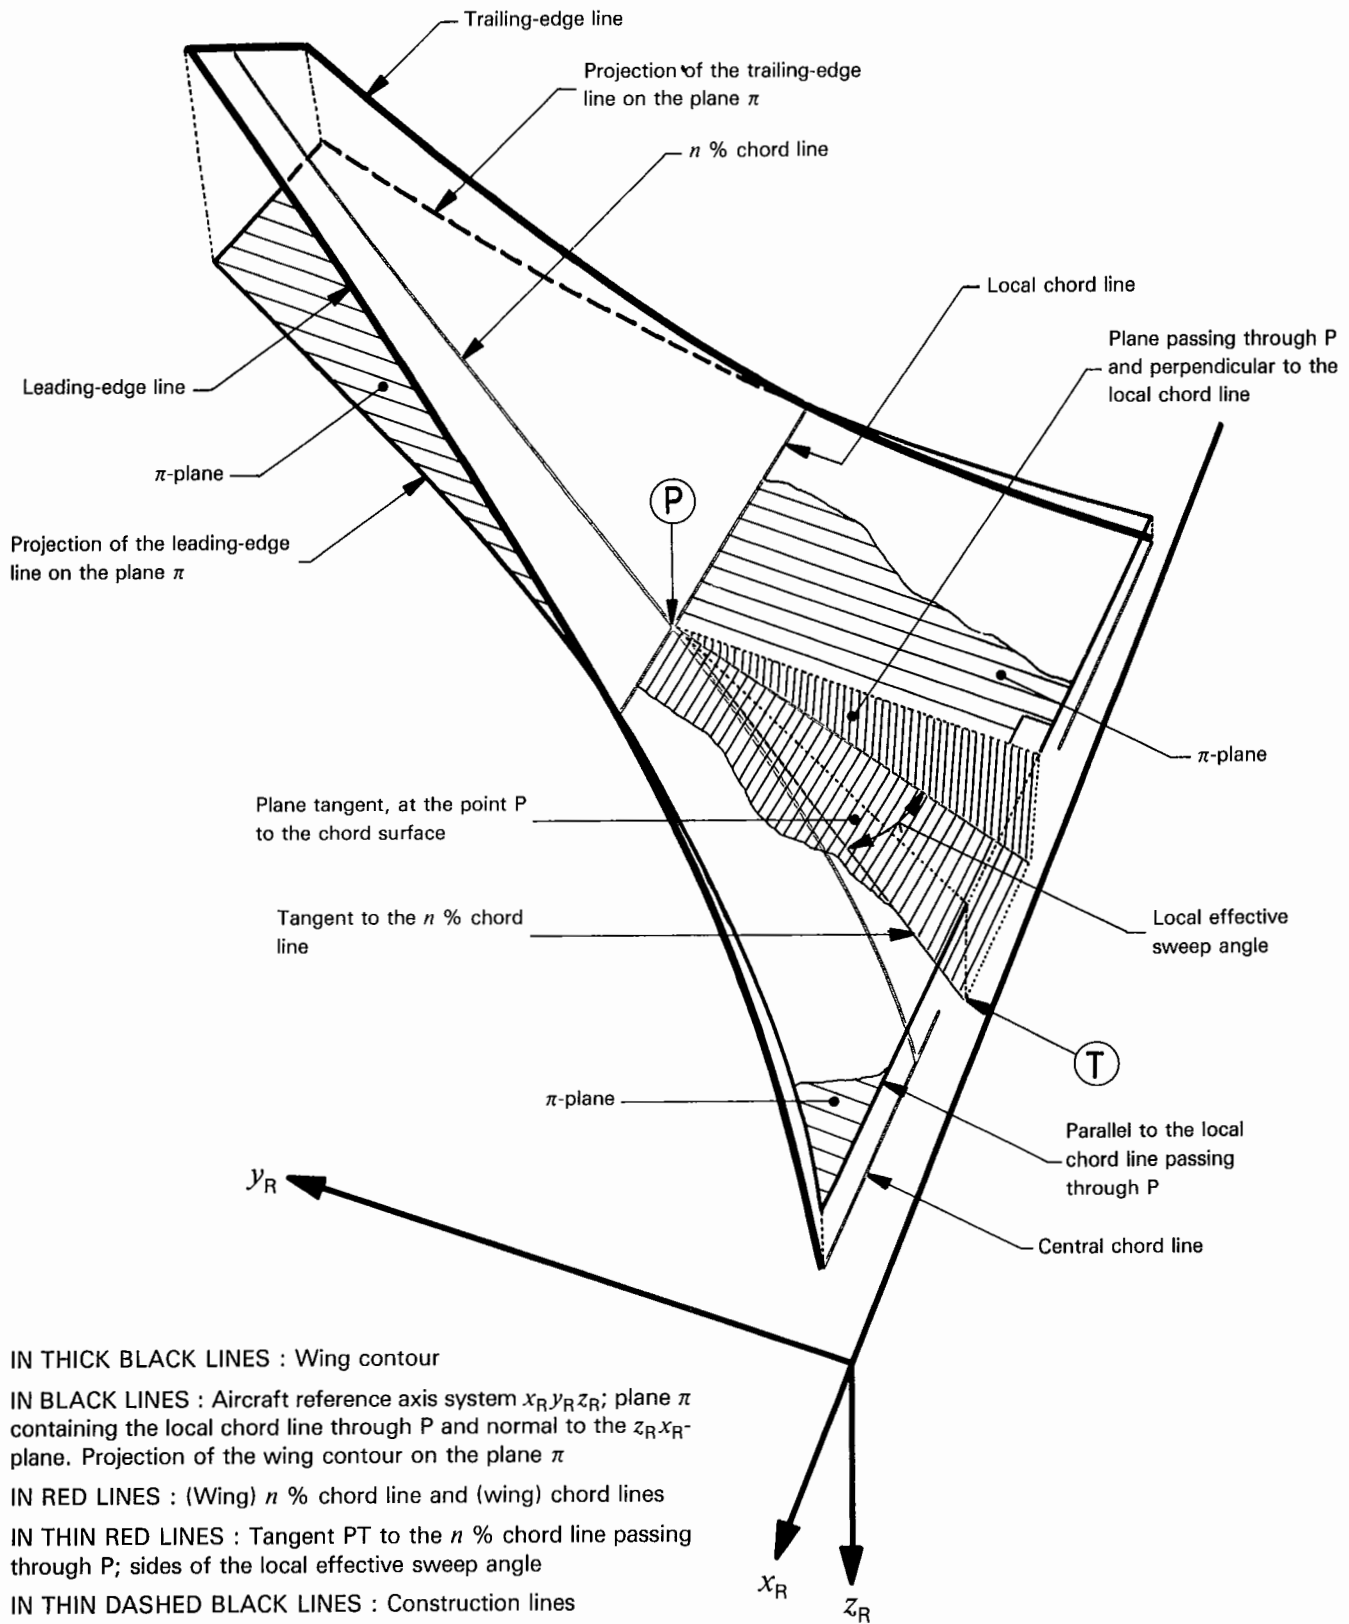 Trailing-edge line
Projection of the trailing-edge
line on the plane π
n % chord line
Local chord line
Plane passing through P
and perpendicular to the
local chord line
Leading-edge line
π-plane
P
Projection of the leading-edge
line on the plane π
π-plane
Plane tangent, at the point P
to the chord surface
Tangent to the n % chord
line
Local effective
sweep angle
T
π-plane
Parallel to the local
chord line passing
through P
yR
Central chord line
IN THICK BLACK LINES : Wing contour
IN BLACK LINES : Aircraft reference axis system xRyRzR; plane π
containing the local chord line through P and normal to the zRxR-
plane. Projection of the wing contour on the plane π
IN RED LINES : (Wing) n % chord line and (wing) chord lines
IN THIN RED LINES : Tangent PT to the n % chord line passing
through P; sides of the local effective sweep angle
IN THIN DASHED BLACK LINES : Construction lines
xR
zR